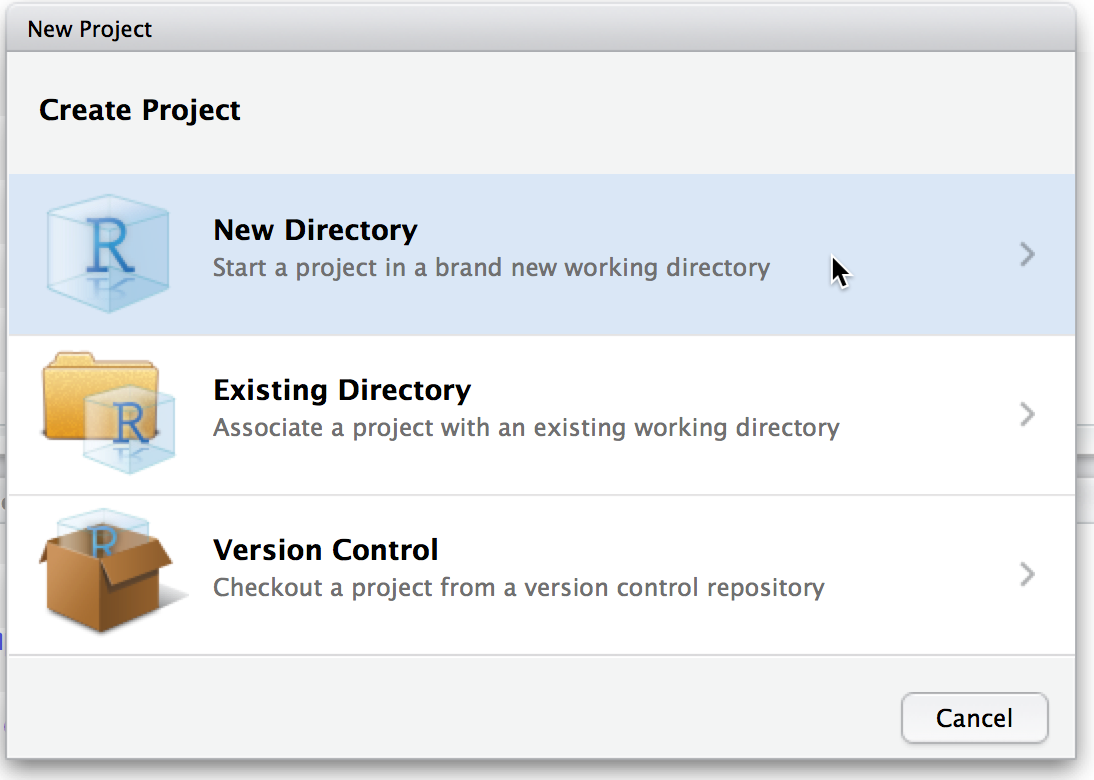 New Project
Create Project
R
New Directory
Start a project in a brand new working directory
R
Existing Directory
Associate a project with an existing working directory
R
Version Control
Checkout a project from a version control repository
Cancel